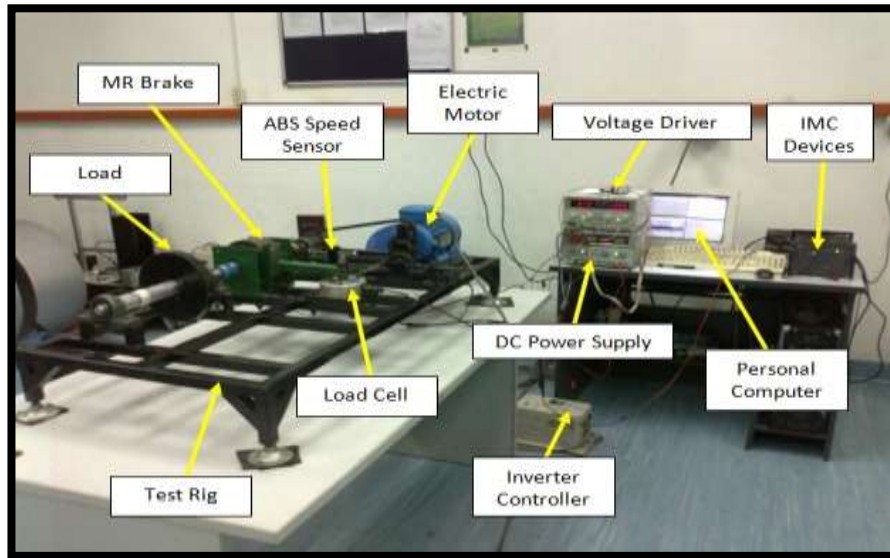 MR Brake
ABS Speed
Sensor
Electric
Motor
Voltage Driver
IMC
Devices
Load
DC Power Supply
Personal
Computer
Load Cell
Test Rig
Inverter
Controller